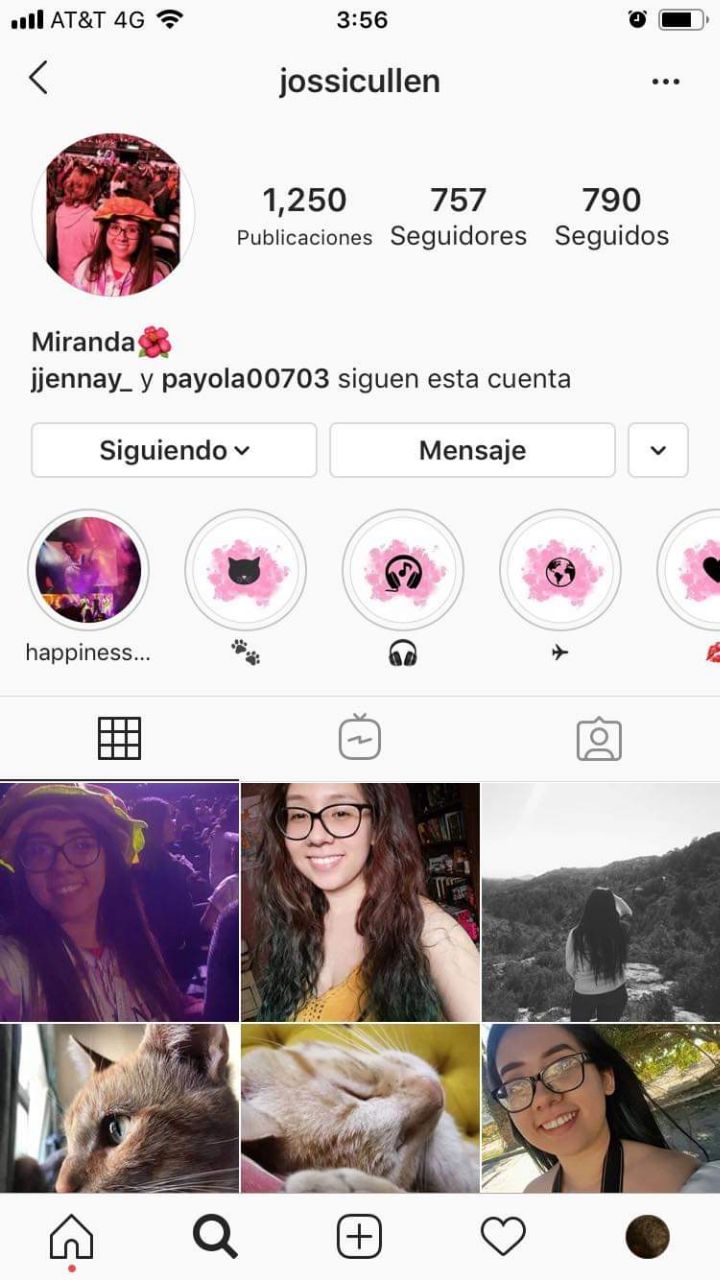 AT&T 4G 3:56
jossicullen
1,250 757 790
Publicaciones Seguidores Seguidos
Miranda🌺
jjennay_ y payola00703 siguen esta cuenta
Siguiendo Mensaje
happiness...